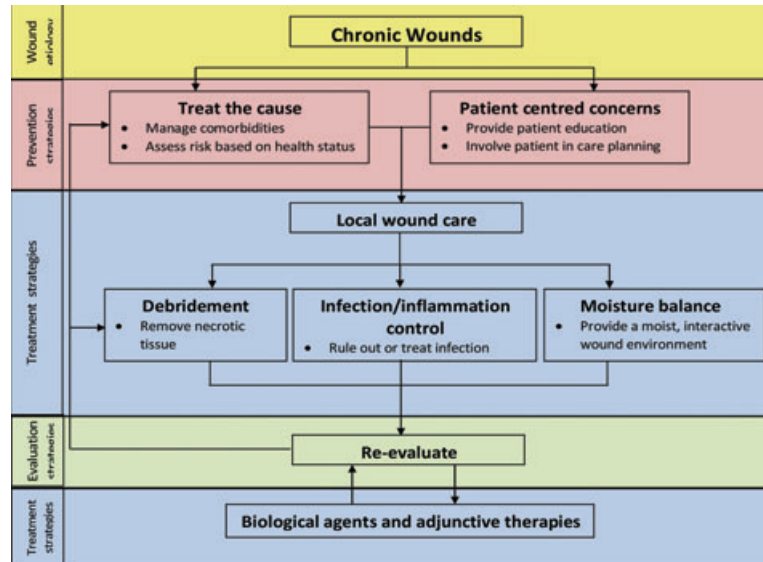 Wound
Chronic Wounds
Prevention
Treat the cause
• Manage comorbidities
• Assess risk based on health status
Patient centred concerns
• Provide patient education
• Involve patient in care planning
Treatment strategies
Local wound care
Debridement
• Remove necrotic
tissue
Infection/inflammation
control
• Rule out or treat infection
Moisture balance
• Provide a moist, interactive
wound environment
Evaluation
Re-evaluate
Treatment
strategies
Biological agents and adjunctive therapies